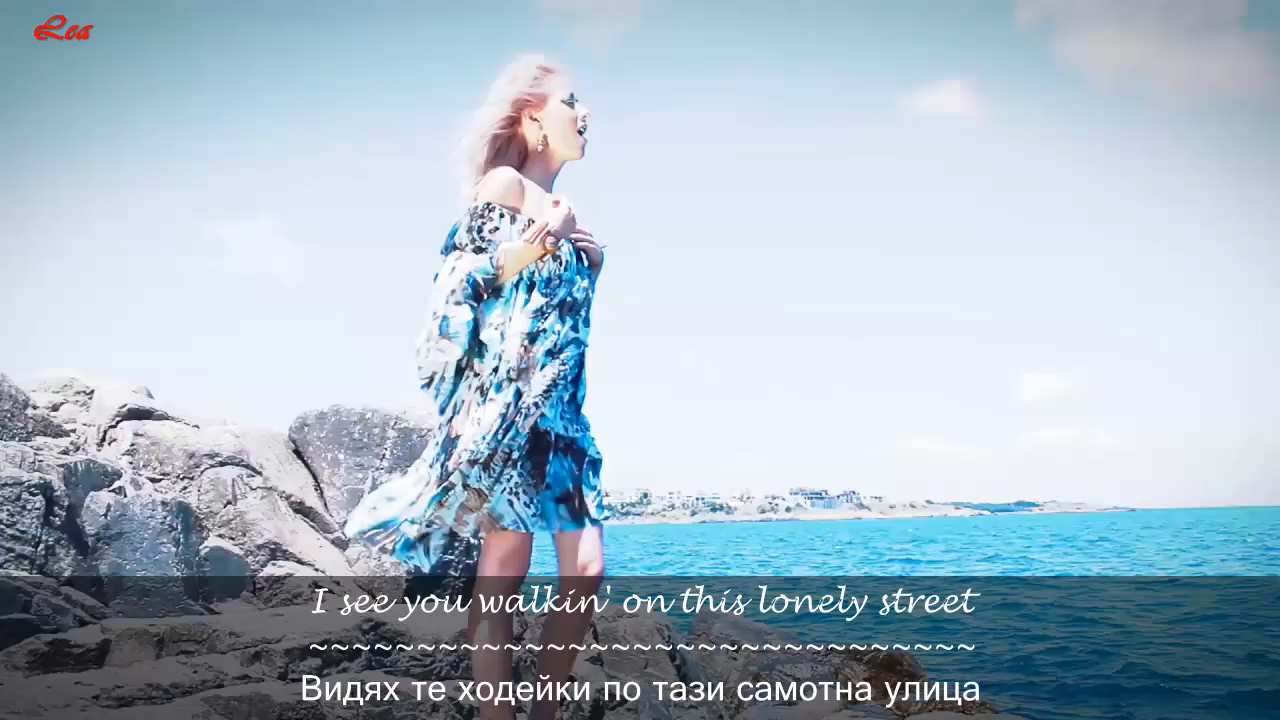 Lea
I see you walkin' on this lonely street
~~~~~~~~~~~~~~~~~~~~~~~~~~~~~~~
Видях те ходейки по тази самотна улица